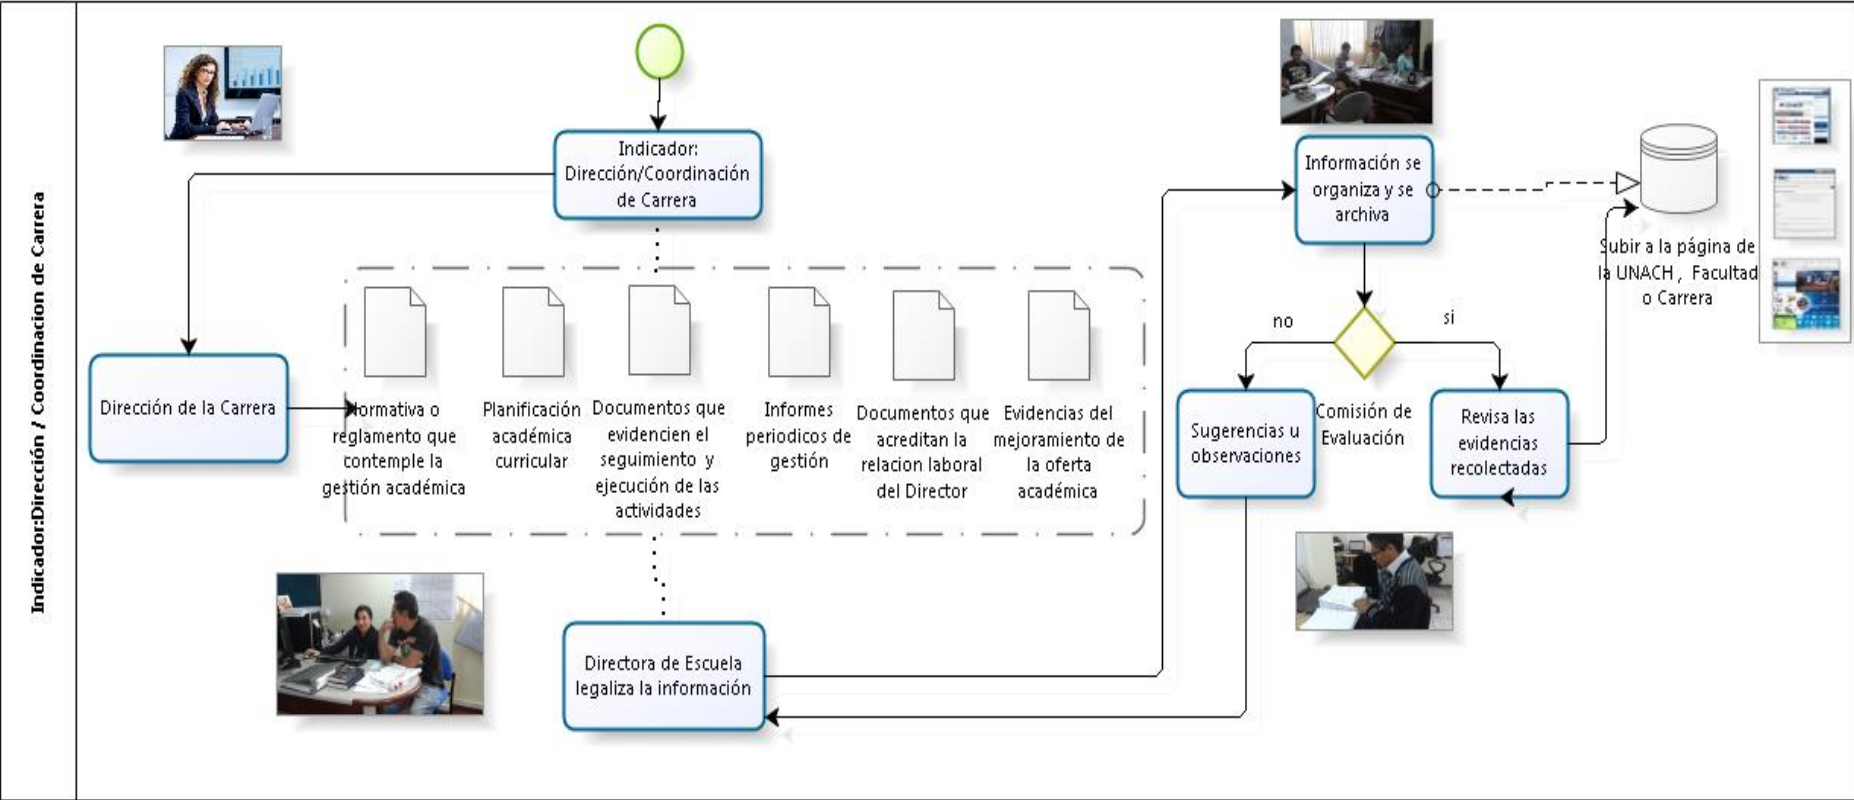 Indicador:Dirección / Coordinacion de Carrera
Indicador:
Dirección/Coordinación
de Carrera
Dirección de la Carrera
Normativa o
reglamento que
contemple la
gestión académica
Planificación
académica
curricular
Documentos que
evidencien el
seguimiento y
ejecución de las
actividades
Informes
periodicos de
gestión
Documentos que
acreditan la
relacion laboral
del Director
Evidencias del
mejoramiento de
la oferta
académica
Directora de Escuela
legaliza la información
Información se
organiza y se
archiva
no
si
Sugerencias u
observaciones
Comisión de
Evaluación
Revisa las
evidencias
recolectadas
Subir a la página de
la UNACH , Facultad
o Carrera